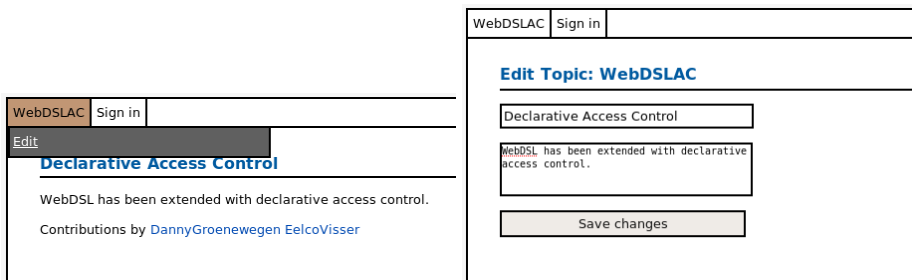 WebDSLAC Sign in
Edit
Declarative Access Control
WebDSL has been extended with declarative access control.
Contributions by DannyGroenewegen EelcoVisser
WebDSLAC Sign in
Edit Topic: WebDSLAC
Declarative Access Control
WebDSL has been extended with declarative
access control.
Save changes